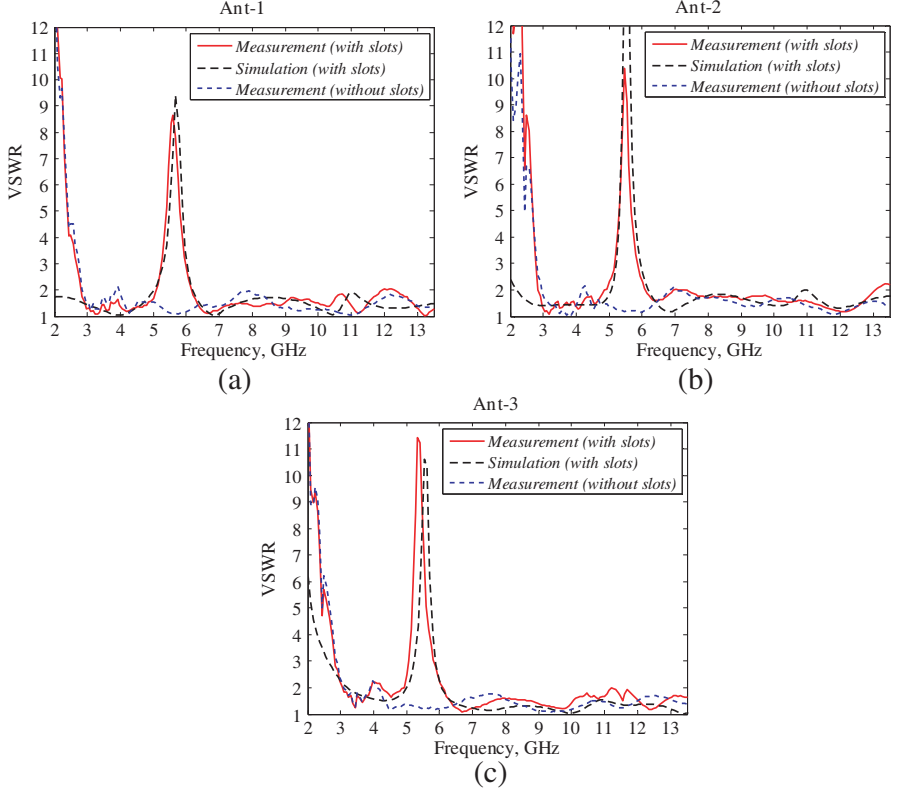 Ant-1
12
11
10
9
8
7
6
5
4
3
2
1
VSWR
Measurement (with slots)
Simulation (with slots)
Measurement (without slots)
2 3 4 5 6 7 8 9 10 11 12 13
Frequency, GHz
(a)
Ant-2
12
11
10
9
8
7
6
5
4
3
2
1
VSWR
Measurement (with slots)
Simulation (with slots)
Measurement (without slots)
2 3 4 5 6 7 8 9 10 11 12 13
Frequency, GHz
(b)
Ant-3
12
11
10
9
8
7
6
5
4
3
2
1
VSWR
Measurement (with slots)
Simulation (with slots)
Measurement (without slots)
2 3 4 5 6 7 8 9 10 11 12 13
Frequency, GHz
(c)